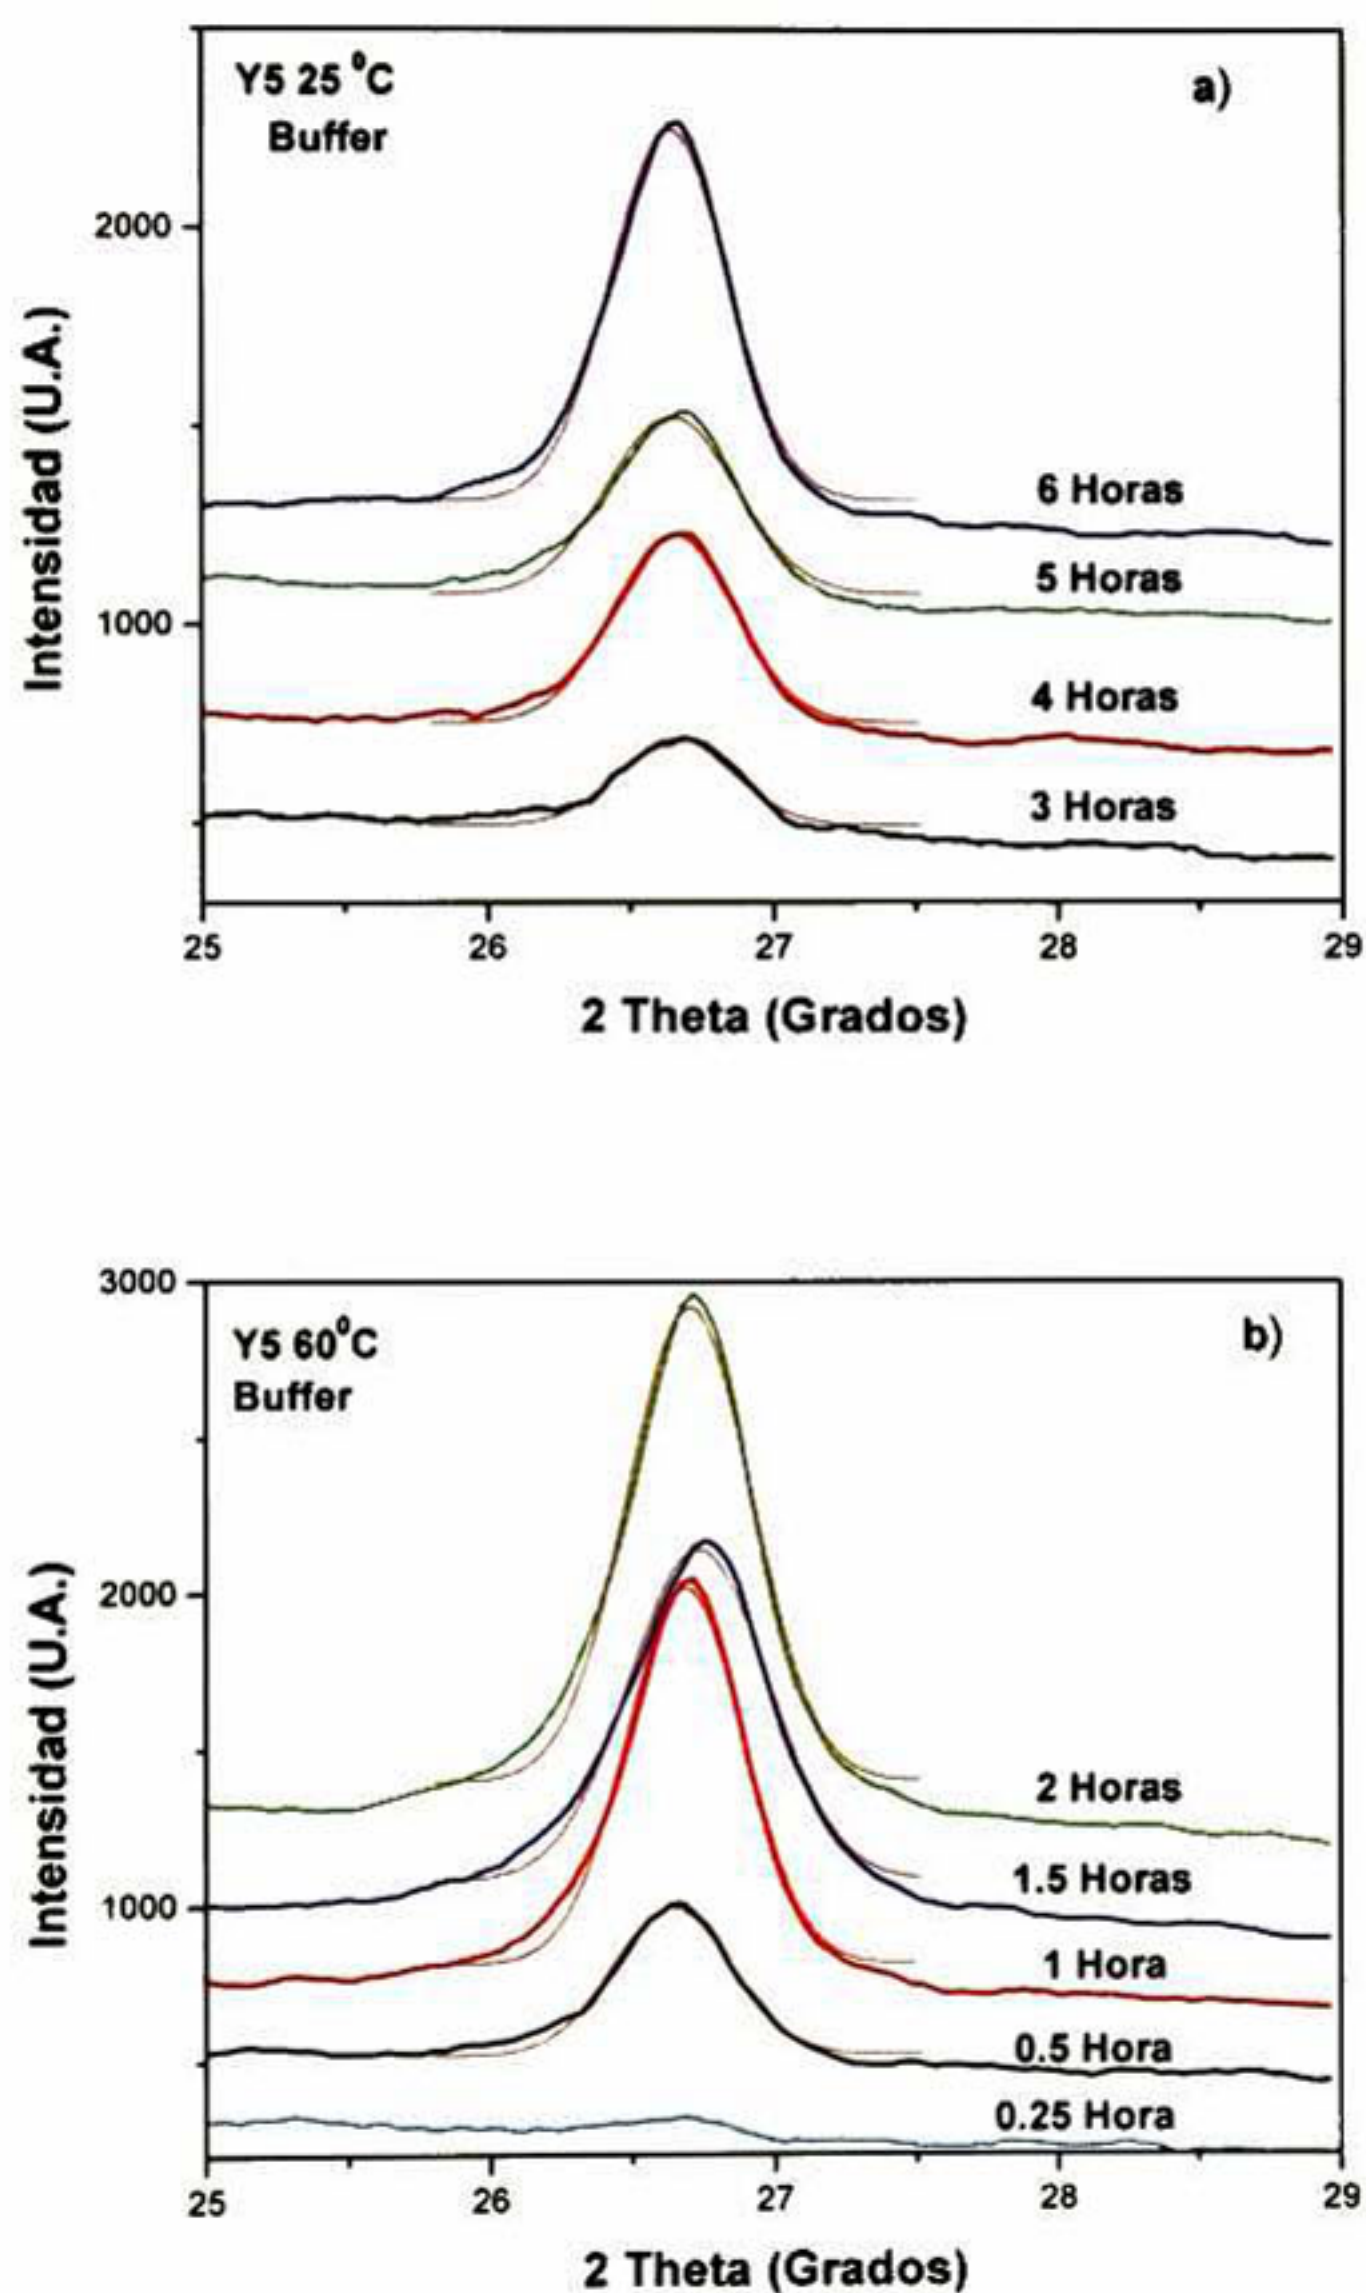 Y5 25 ⁰C
Buffer
a)
2000
1000
Intensidad (U.A.)
6 Horas
5 Horas
4 Horas
3 Horas
25 26 27 28 29
2 Theta (Grados)
3000
2000
1000
Y5 60⁰C
Buffer
b)
Intensidad (U.A.)
2 Horas
1.5 Horas
1 Hora
0.5 Hora
0.25 Hora
25 26 27 28 29
2 Theta (Grados)